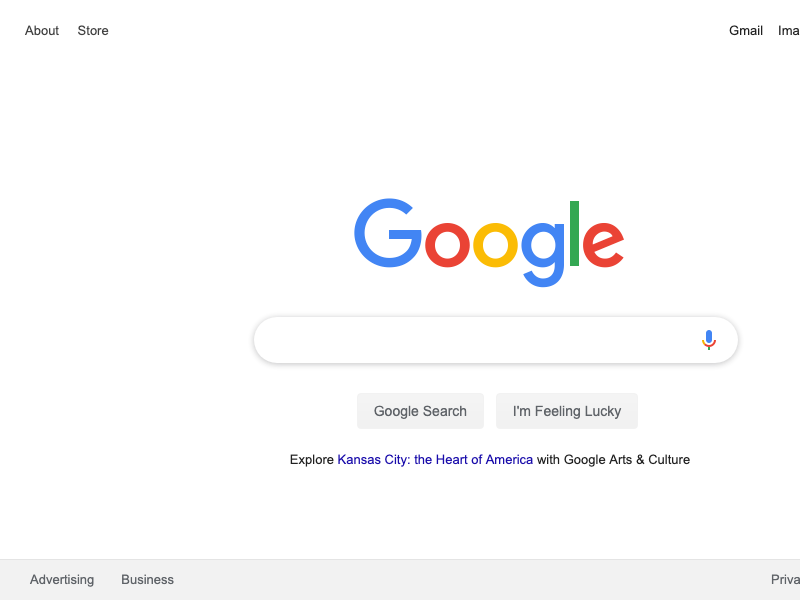 About Store
Gmail Ima
Google
Google Search
I'm Feeling Lucky
Explore Kansas City: the Heart of America with Google Arts & Culture
Advertising Business
Priva